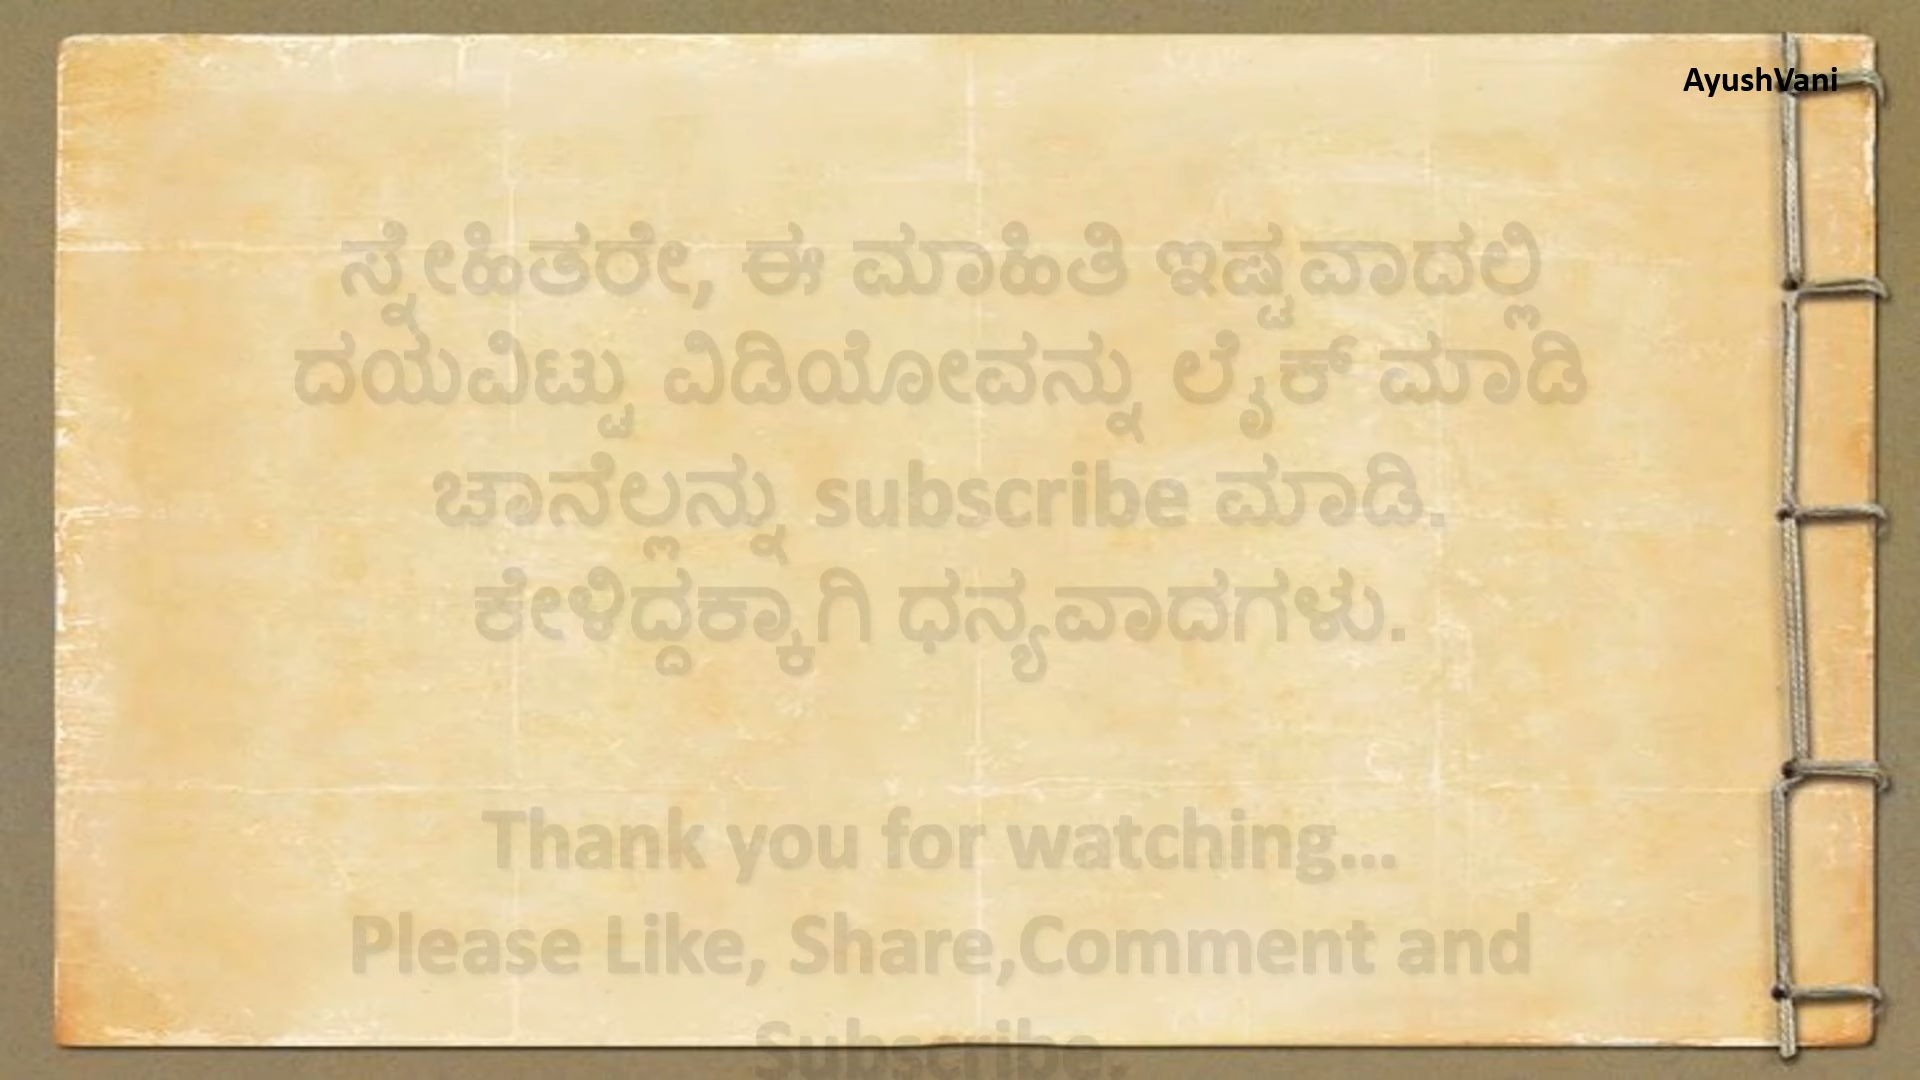 AyushVani
ಸ್ನೇಹಿತರೇ, ಈ ಮಾಹಿತಿ ಇಷ್ಟವಾದಲ್ಲಿ
ದಯವಿಟ್ಟು ವಿಡಿಯೋವನ್ನು ಲೈಕ್ ಮಾಡಿ
ಚಾನೆಲ್ಲನ್ನು subscribe ಮಾಡಿ.
ಕೇಳಿದ್ದಕ್ಕಾಗಿ ಧನ್ಯವಾದಗಳು.
Thank you for watching...
Please Like, Share,Comment and
Subscribe.